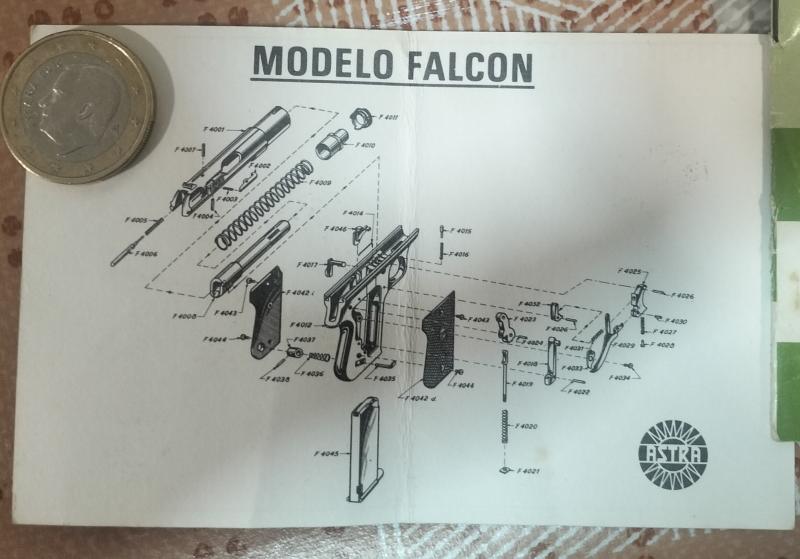 MODELO FALCON
F 4011
F 4001
F 4010
F 4007
F 4002
F 4009
F 4003
F 4004
F 4014
F 4005
F 4046
F 4015
F 4006
F 4016
F 4017
F 4025
F 4042 i
F 4026
F 4008
F 4052
F 4043
F 4043
F 4023
F 4030
F 4012
F 4026
F 4027
F 4044
F 4037
F 4024
F 4031
F 4029
F 4028
F 4018
F 4033
F 4036
F 4038
F 4035
F 4044
F 4019
F 4034
F 4022
F 4042 d.
F 4020
F 4045
ASTRA
F 4021